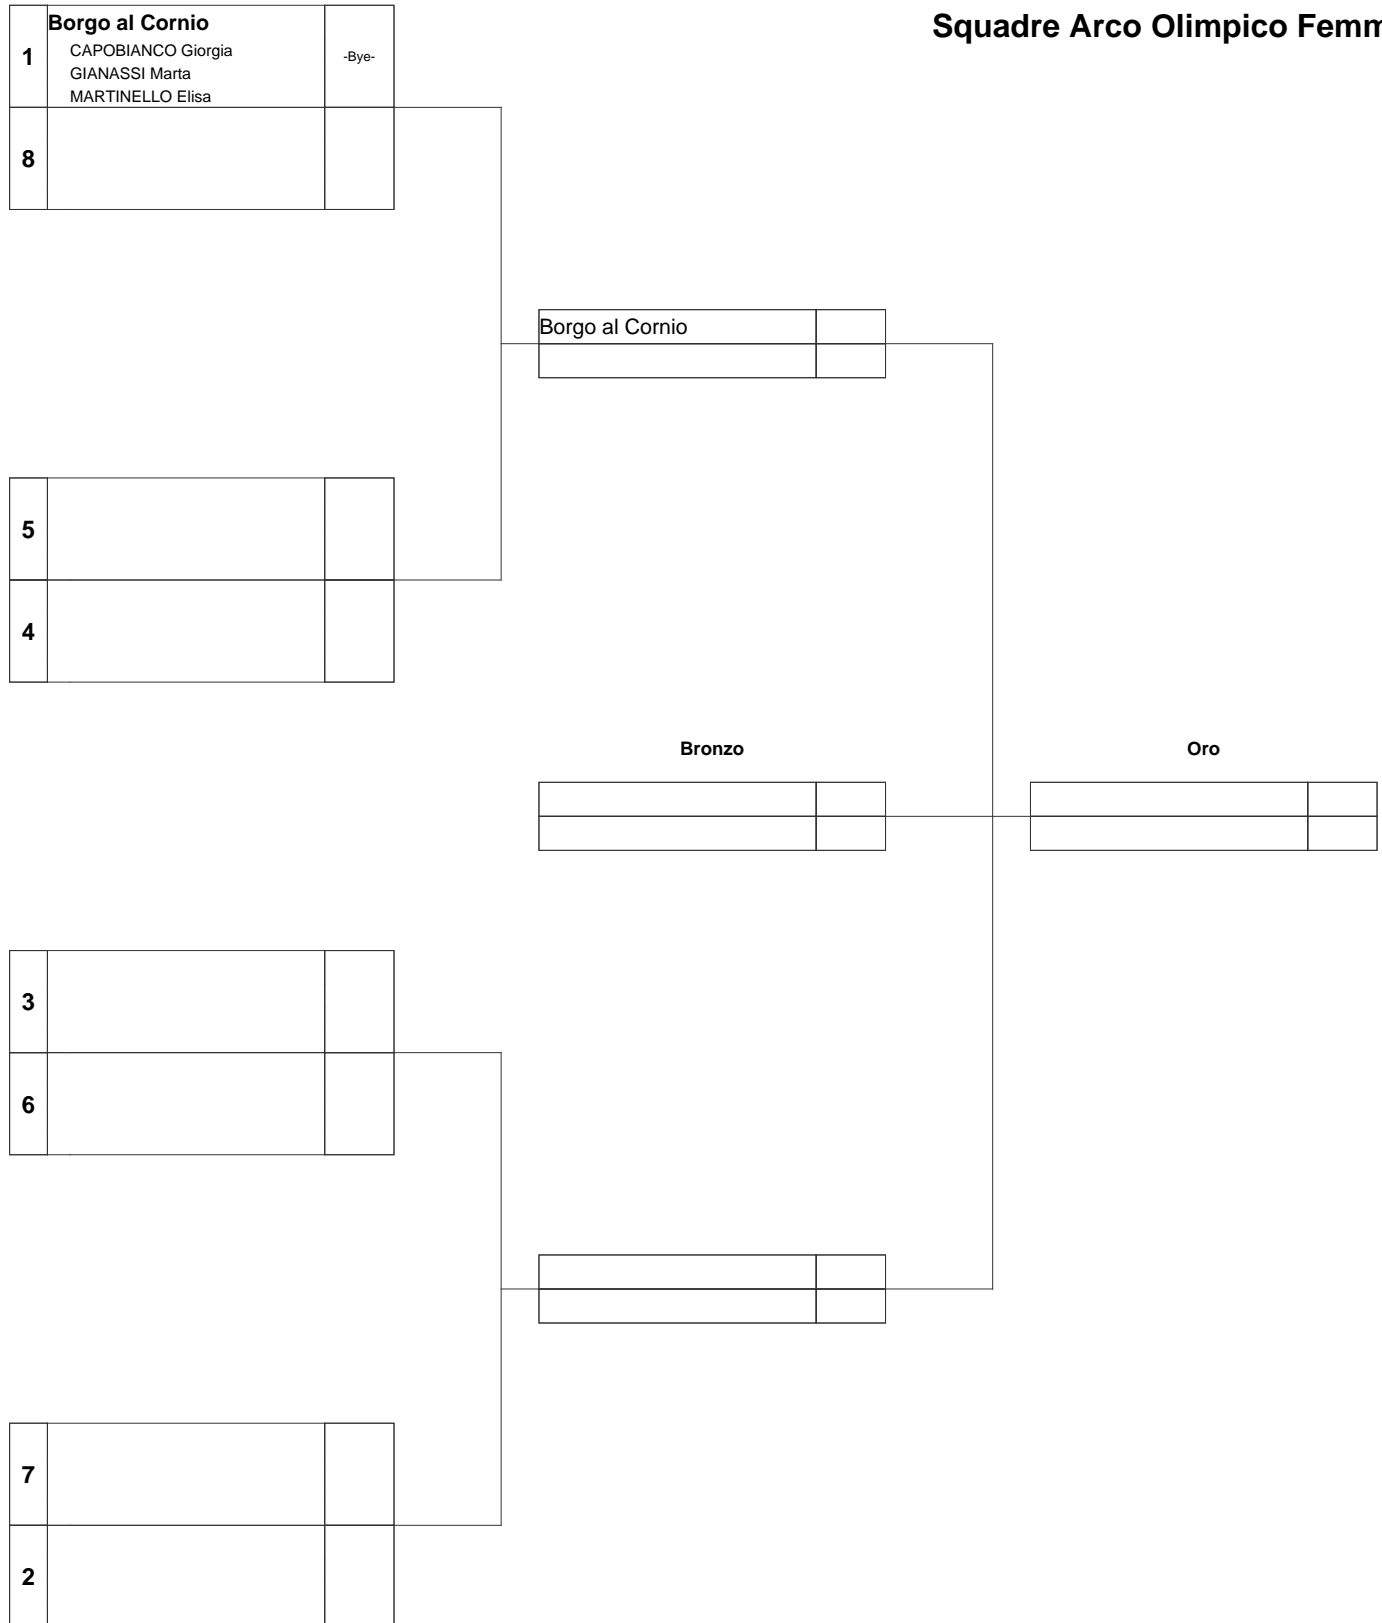 Squadre Arco Olimpico
1
Borgo al Cornio
CAPOBIANCO Giorgia
GIANASSI Marta
MARTINELLO Elisa
-Bye-
8
Borgo al Cornio
5
4
Bronzo
Oro
3
6
7
2